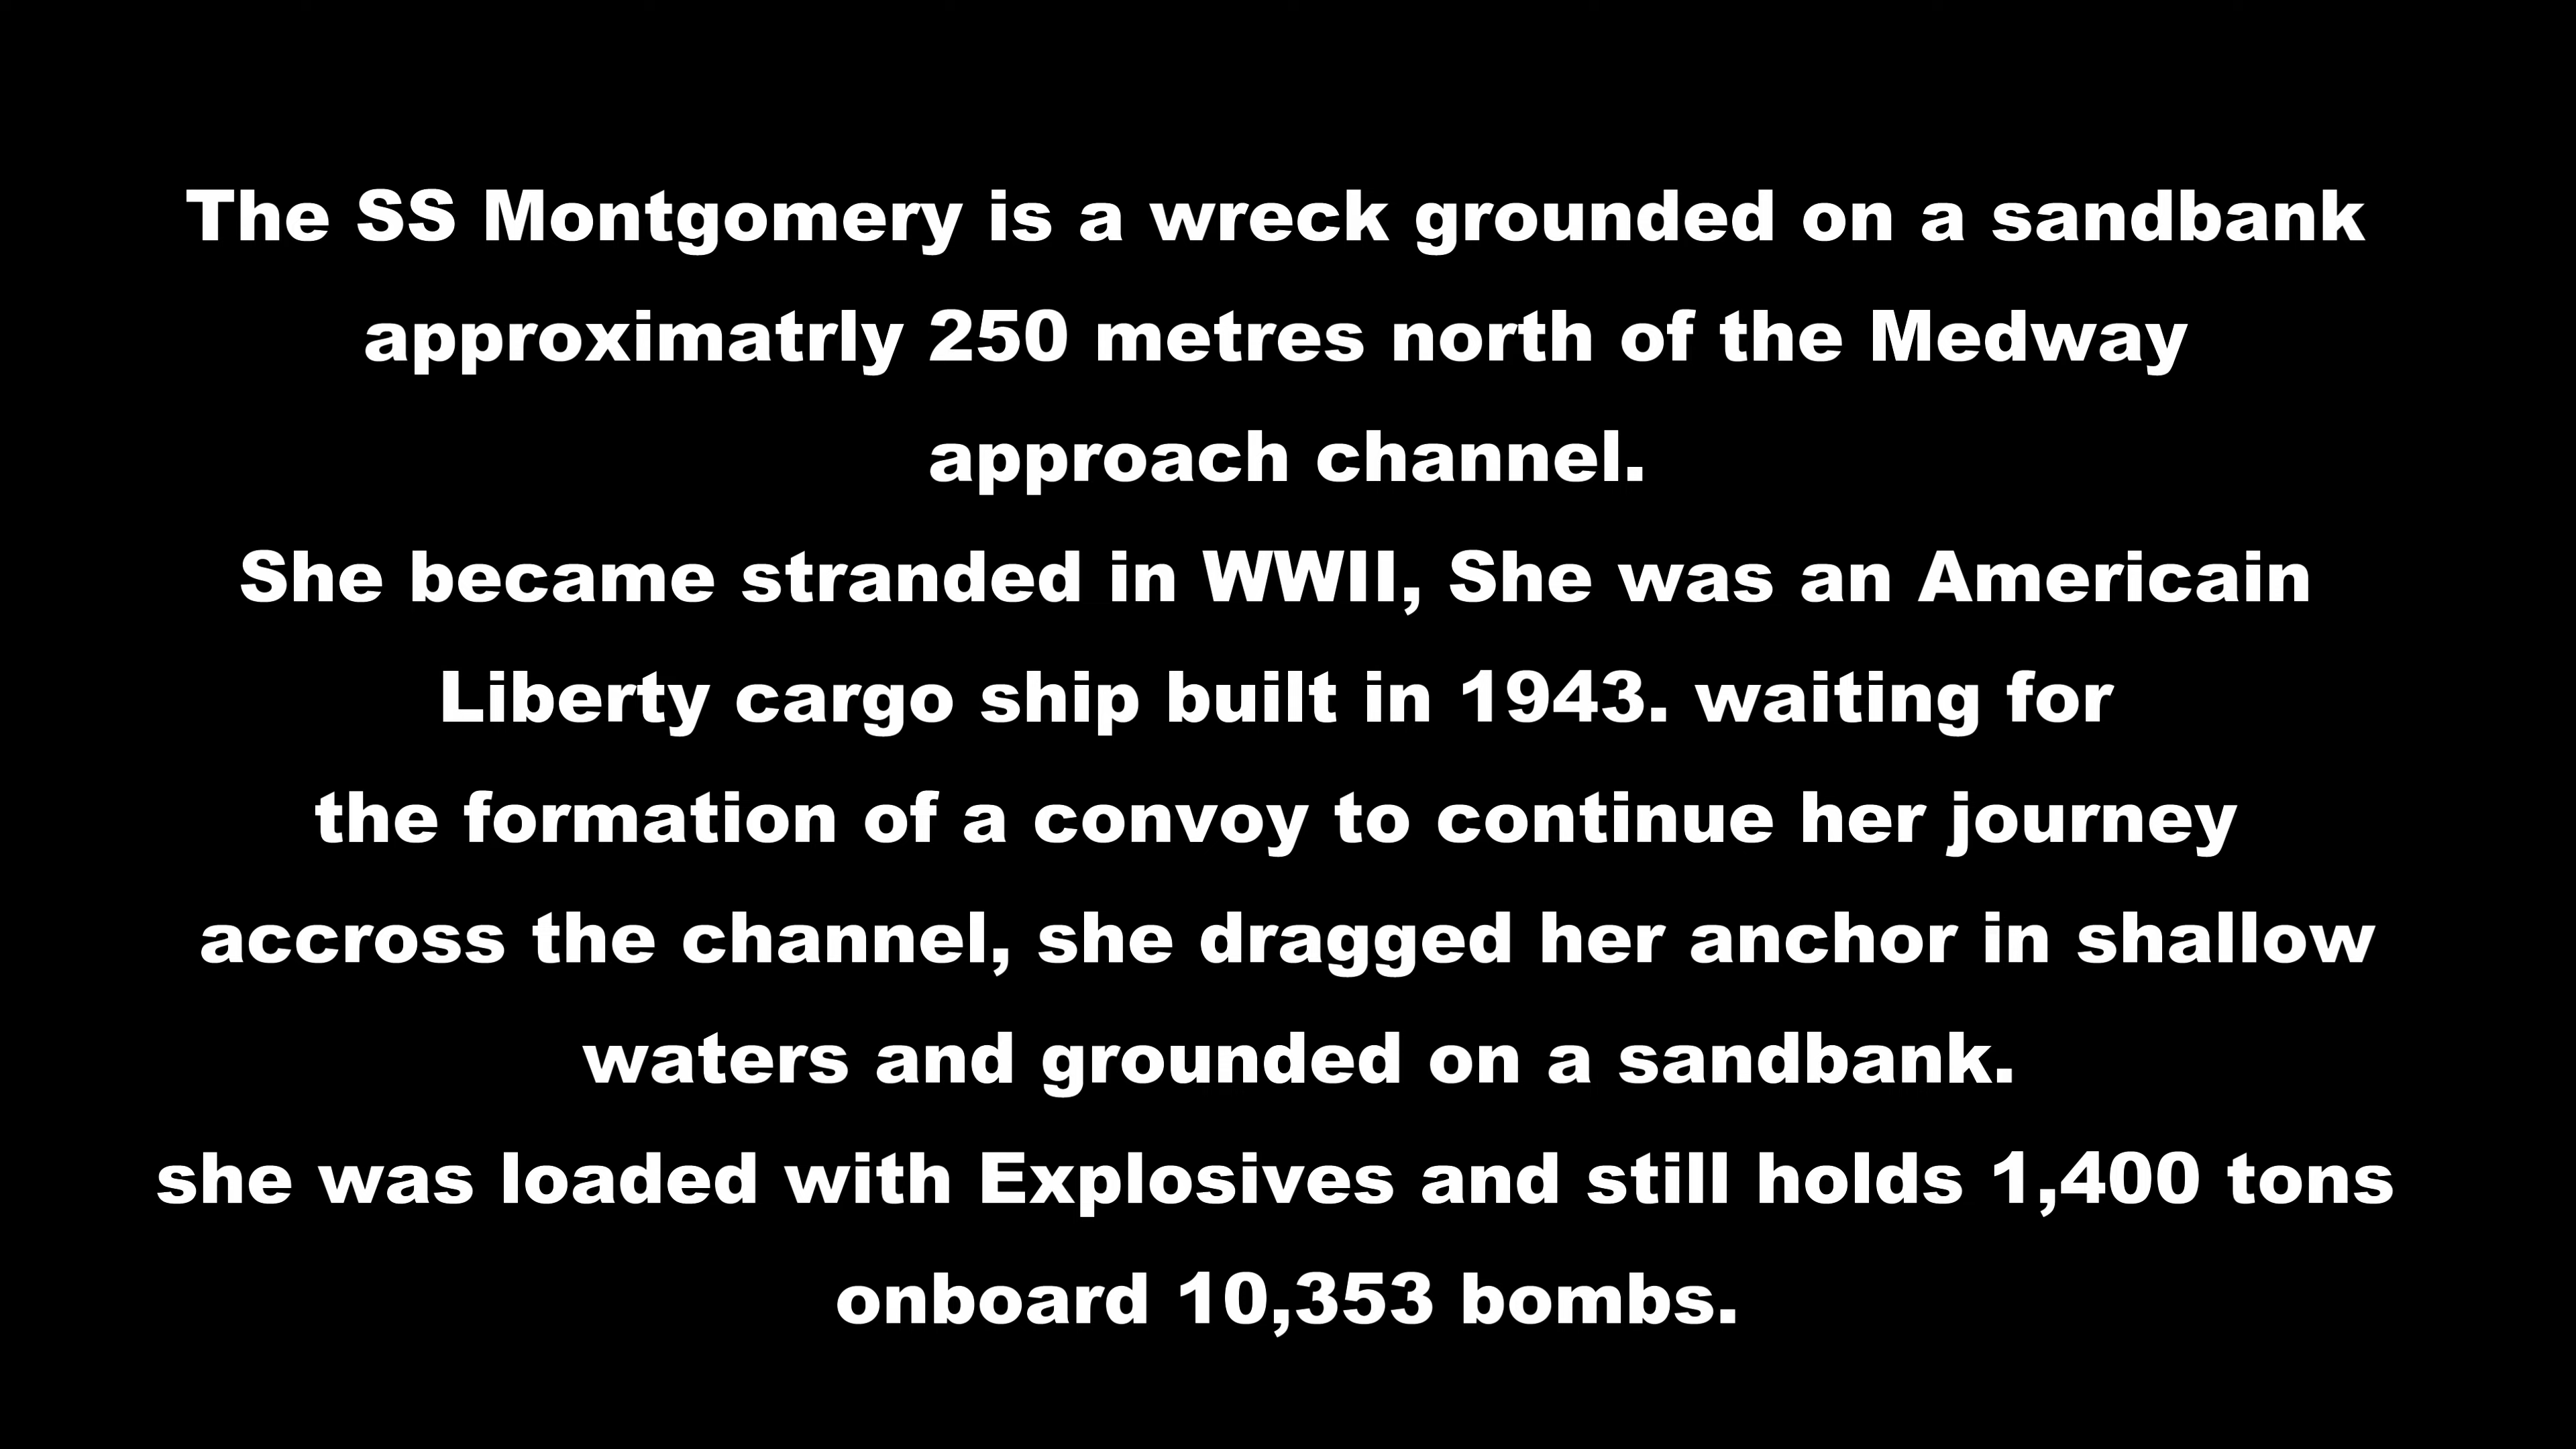 The SS Montgomery is a wreck grounded on a sandbank
approximatrly 250 metres north of the Medway
approach channel.
She became stranded in WWII, She was an Americain
Liberty cargo ship built in 1943. waiting for
the formation of a convoy to continue her journey
accross the channel, she dragged her anchor in shallow
waters and grounded on a sandbank.
she was loaded with Explosives and still holds 1,400 tons
onboard 10,353 bombs.